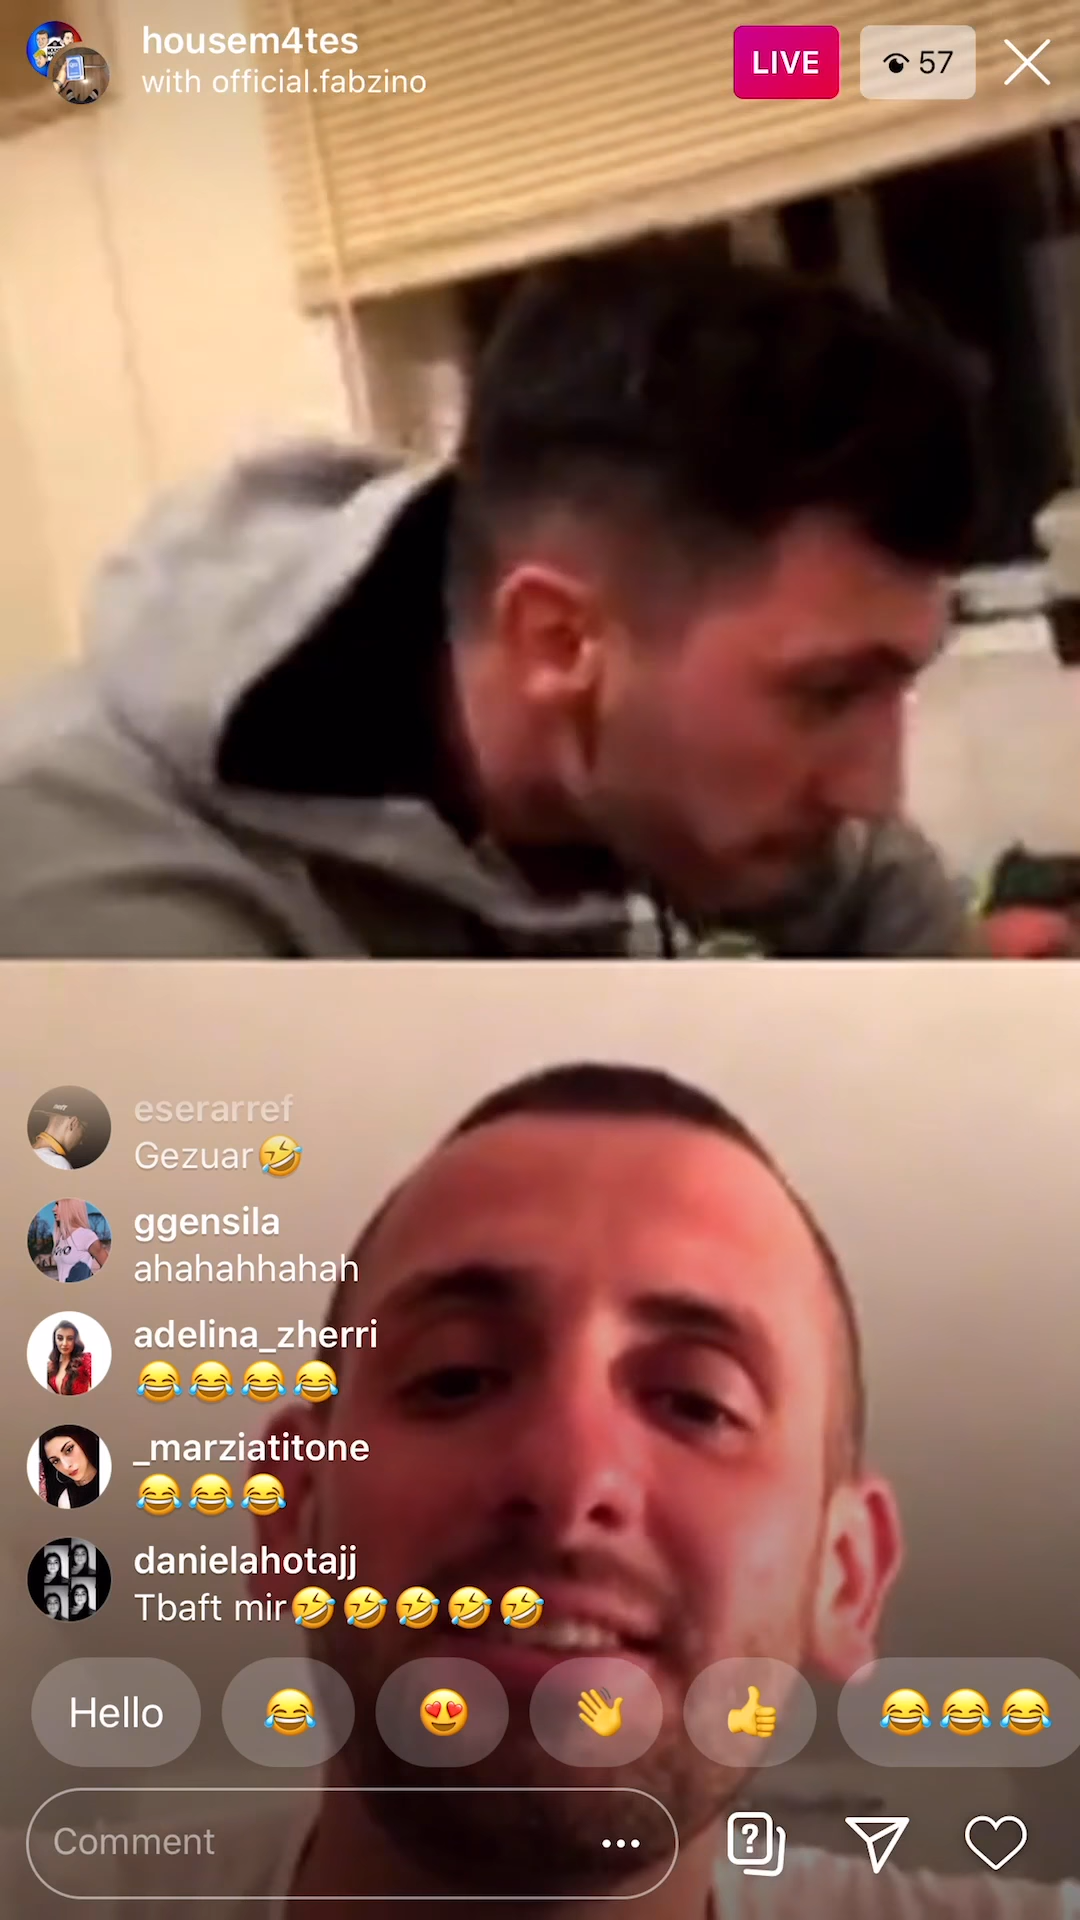 housem4tes
with official.fabzino
LIVE
57
eserarref
Gezuar🤣
ggensila
ahahahhahah
adelina_zherri
😂😂😂😂
_marziatitone
😂😂😂
danielahotajj
Tbaft mir🤣🤣🤣🤣🤣
Hello 😂 😍 👋 👍 😂😂😂
Comment